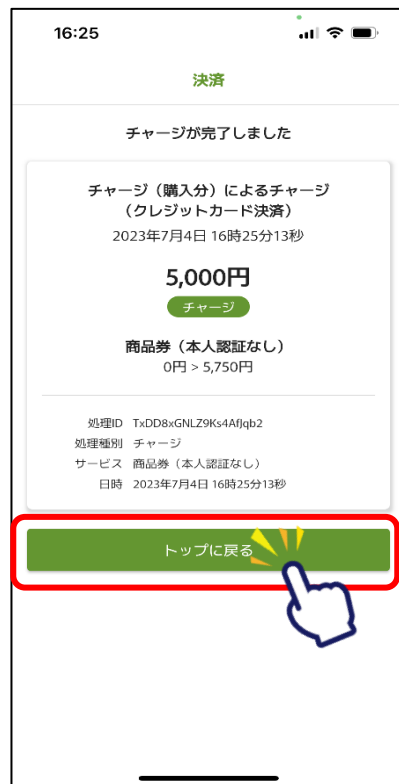 16:25
決済
チャージが完了しました
チャージ（購入分）によるチャージ
（クレジットカード決済）
2023年7月4日 16時25分13秒
5,000円
チャージ
商品券（本人認証なし）
0円 > 5,750円
処理ID TxDD8xGNLZ9Ks4AfJqb2
処理種別 チャージ
サービス 商品券（本人認証なし）
日時 2023年7月4日 16時25分13秒
トップに戻る